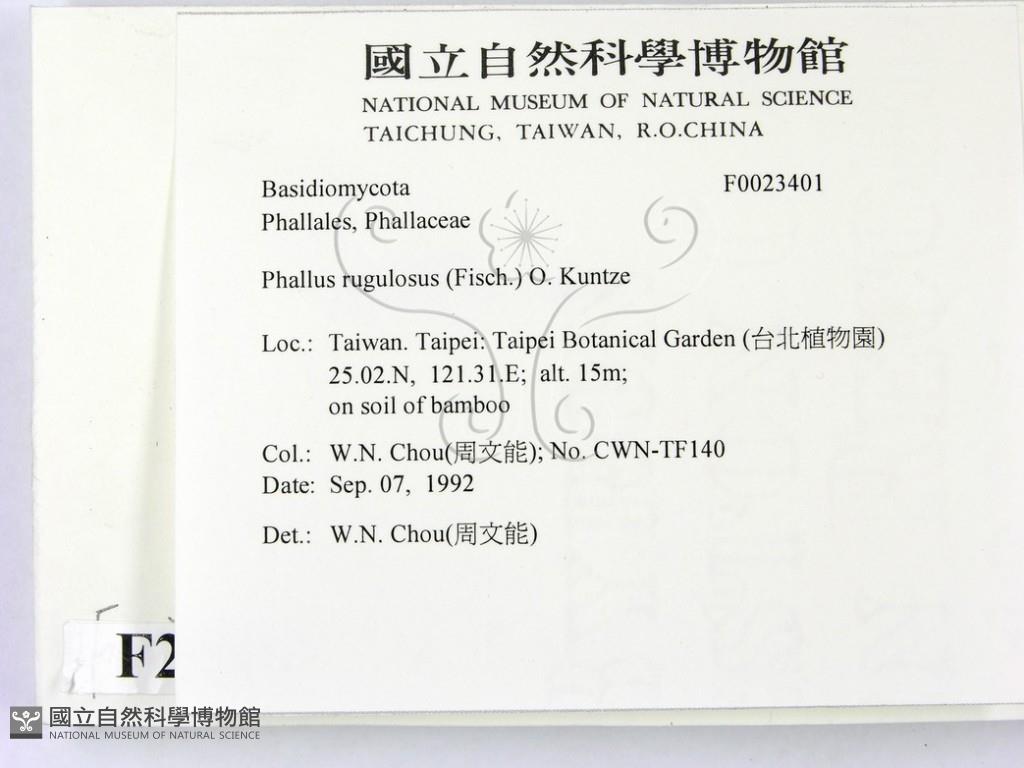 國立自然科學博物館
NATIONAL MUSEUM OF NATURAL SCIENCE
TAICHUNG, TAIWAN, R.O.CHINA
Basidiomycota F0023401
Phallales, Phallaceae
Phallus rugulosus (Fisch.) O. Kuntze
Loc.: Taiwan. Taipei: Taipei Botanical Garden (台北植物園)
25.02.N, 121.31.E; alt. 15m;
on soil of bamboo
Col.: W.N. Chou(周文能); No. CWN-TF140
Date: Sep. 07, 1992
Det.: W.N. Chou(周文能)
F2
國立自然科學博物館
NATIONAL MUSEUM OF NATURAL SCIENCE